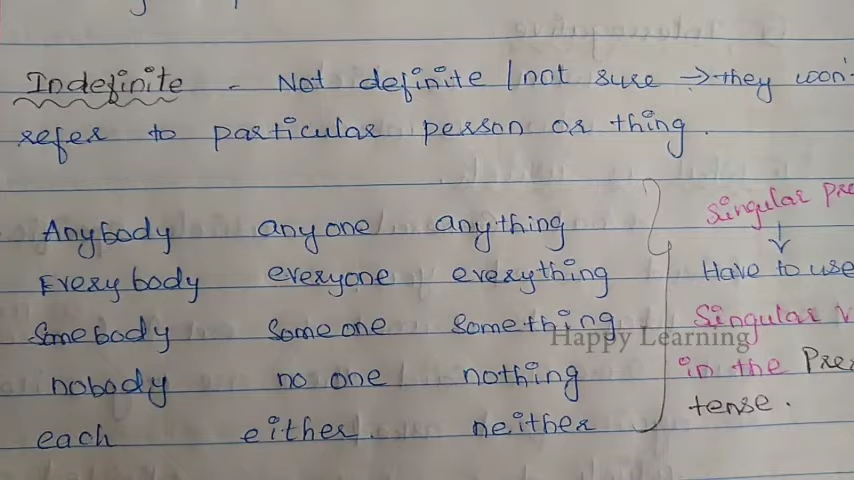 Indefinite - Not definite / not sure → they won'
refer to particular person or thing.
Anybody anyone anything
Everybody everyone everything
Somebody someone something
nobody no one nothing
each either. neither
Singular
↓
Have to use
Singular
in the
tense.
Happy Learning